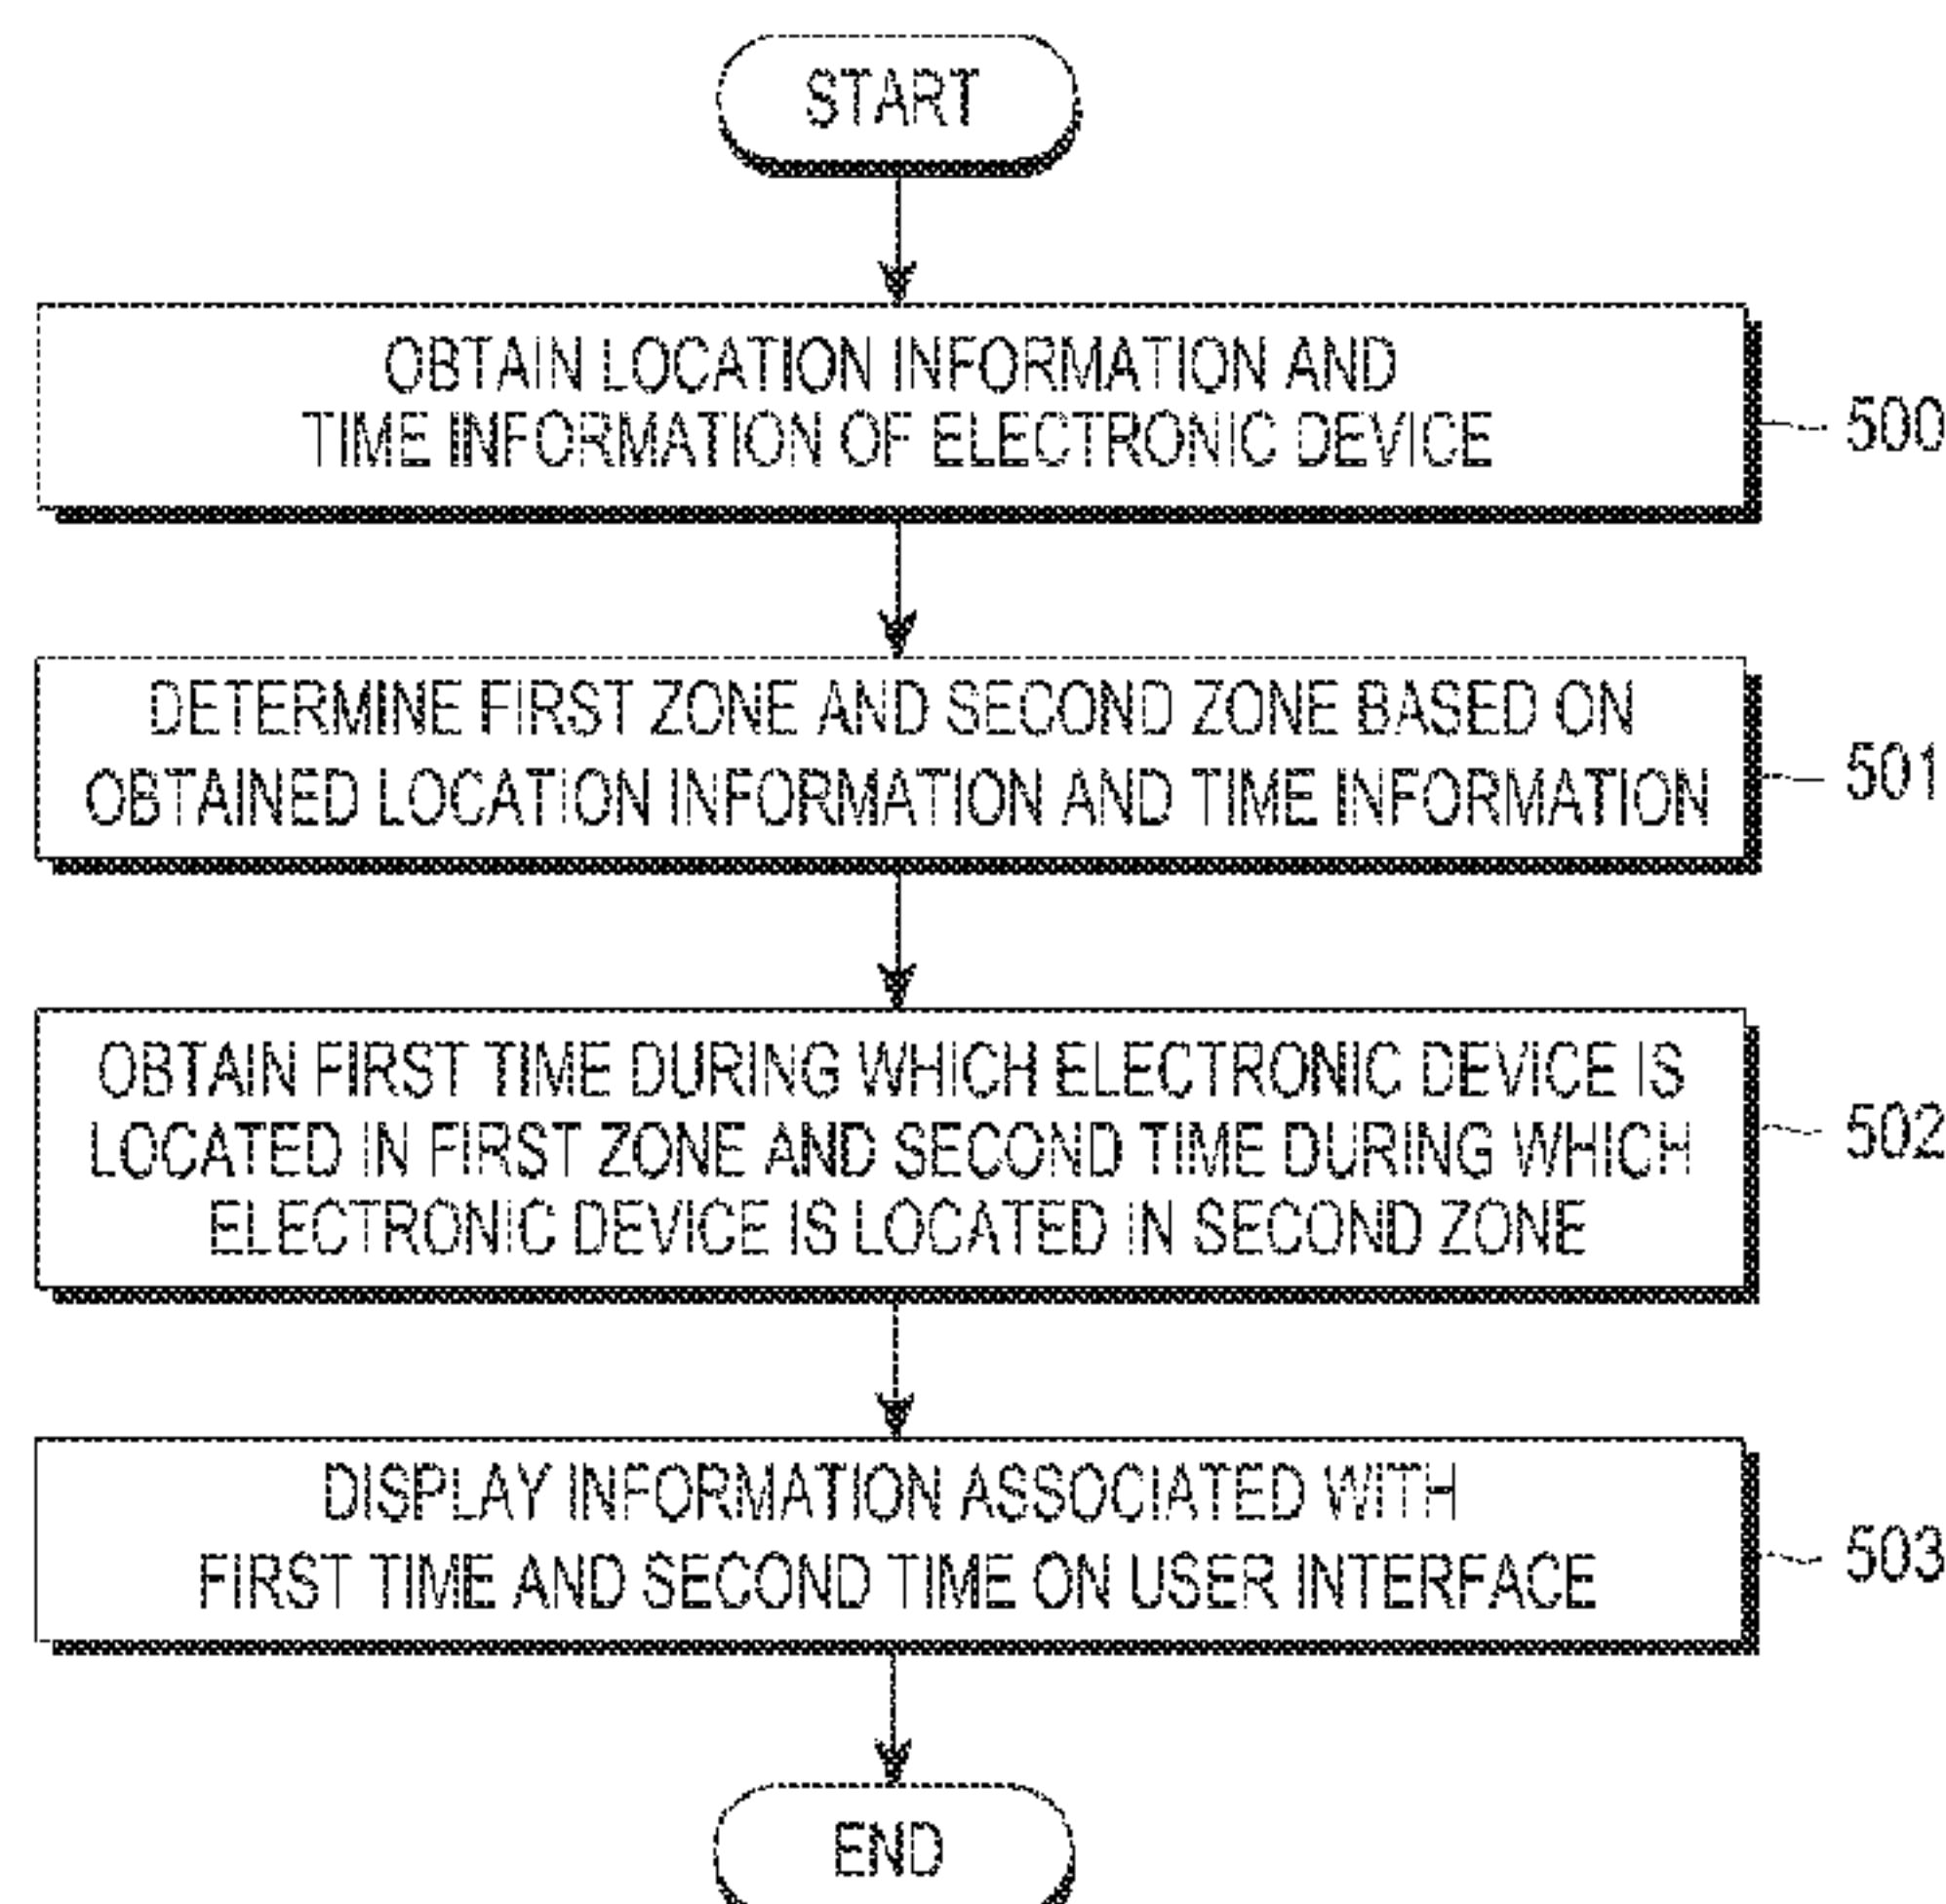 START
OBTAIN LOCATION INFORMATION AND
TIME INFORMATION OF ELECTRONIC DEVICE
500
DETERMINE FIRST ZONE AND SECOND ZONE BASED ON
OBTAINED LOCATION INFORMATION AND TIME INFORMATION
501
OBTAIN FIRST TIME DURING WHICH ELECTRONIC DEVICE IS
LOCATED IN FIRST ZONE AND SECOND TIME DURING WHICH
ELECTRONIC DEVICE IS LOCATED IN SECOND ZONE
502
DISPLAY INFORMATION ASSOCIATED WITH
FIRST TIME AND SECOND TIME ON USER INTERFACE
503
END